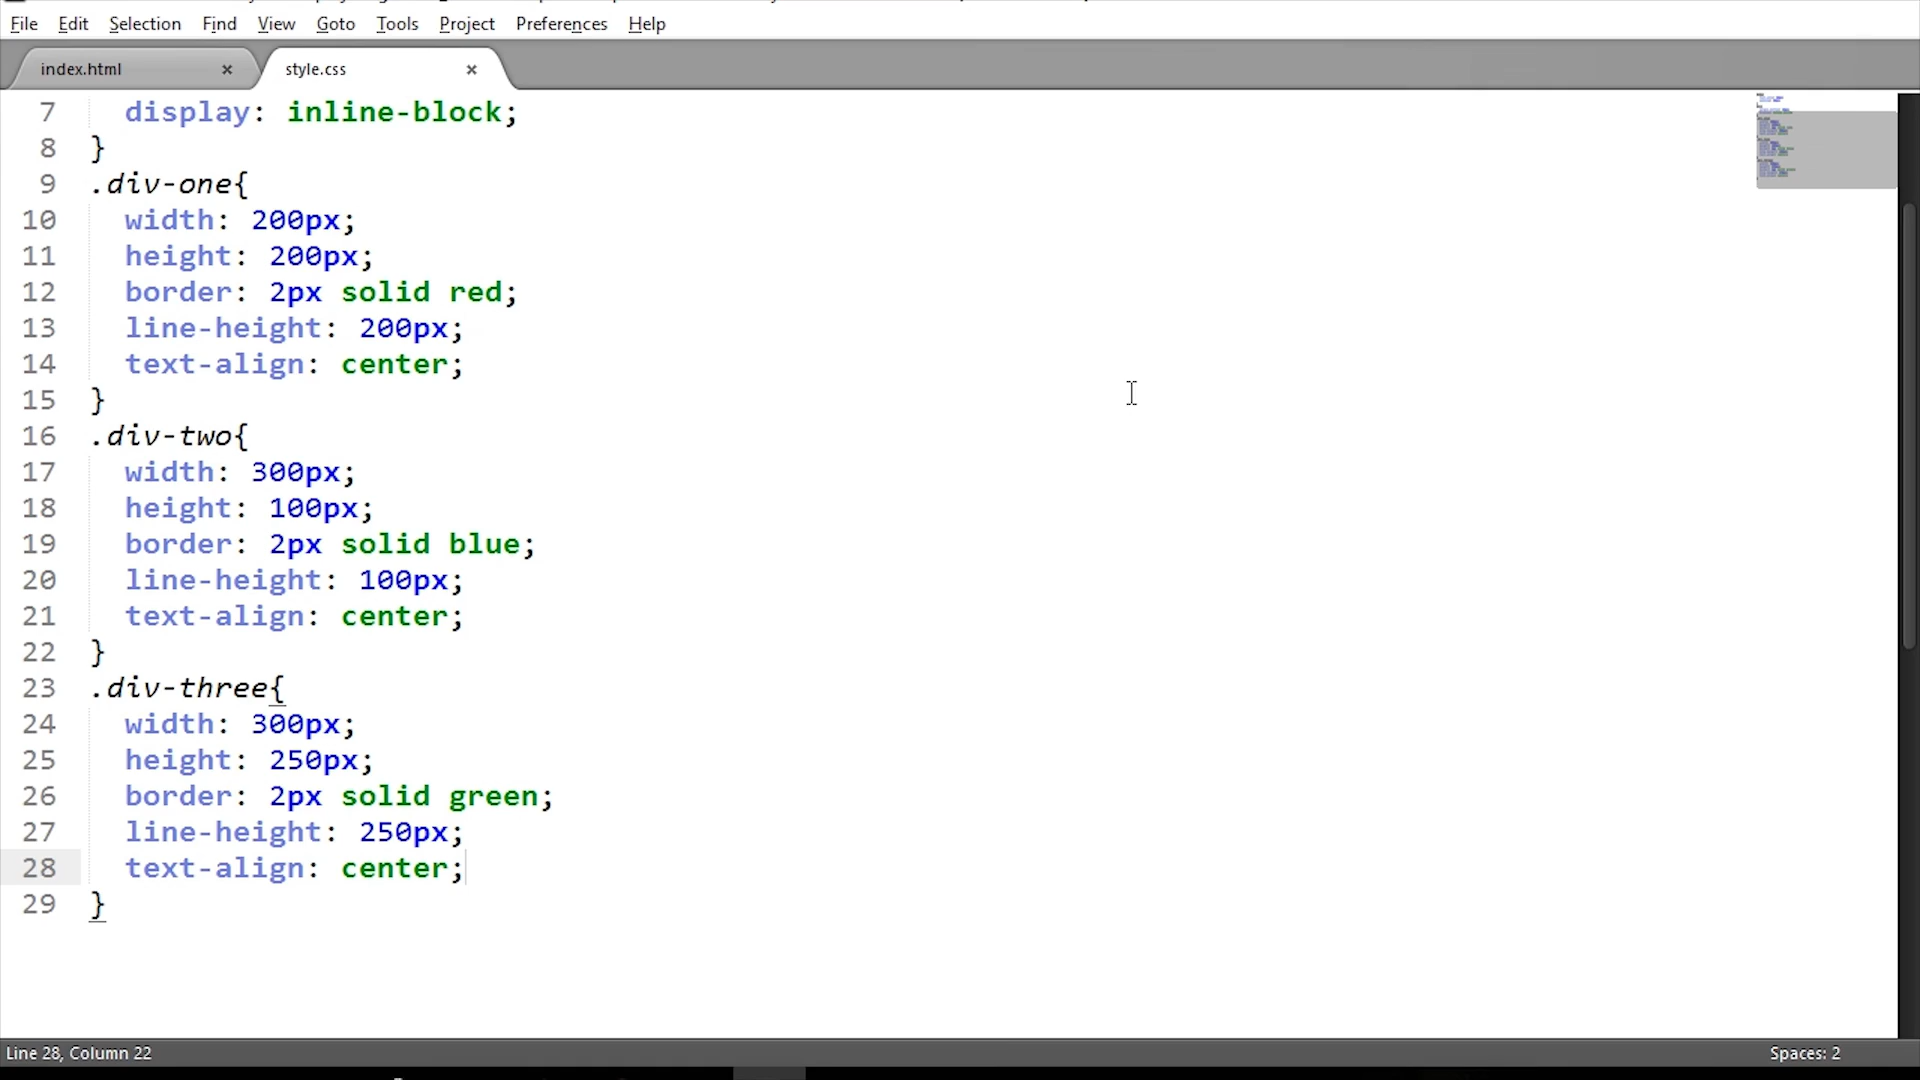 File Edit Selection Find View Goto Tools Project Preferences Help
index.html × style.css ×
7 display: inline-block;
8 }
9 .div-one{
10 width: 200px;
11 height: 200px;
12 border: 2px solid red;
13 line-height: 200px;
14 text-align: center;
15 }
16 .div-two{
17 width: 300px;
18 height: 100px;
19 border: 2px solid blue;
20 line-height: 100px;
21 text-align: center;
22 }
23 .div-three{
24 width: 300px;
25 height: 250px;
26 border: 2px solid green;
27 line-height: 250px;
28 text-align: center;
29 }
Line 28, Column 22 Spaces: 2